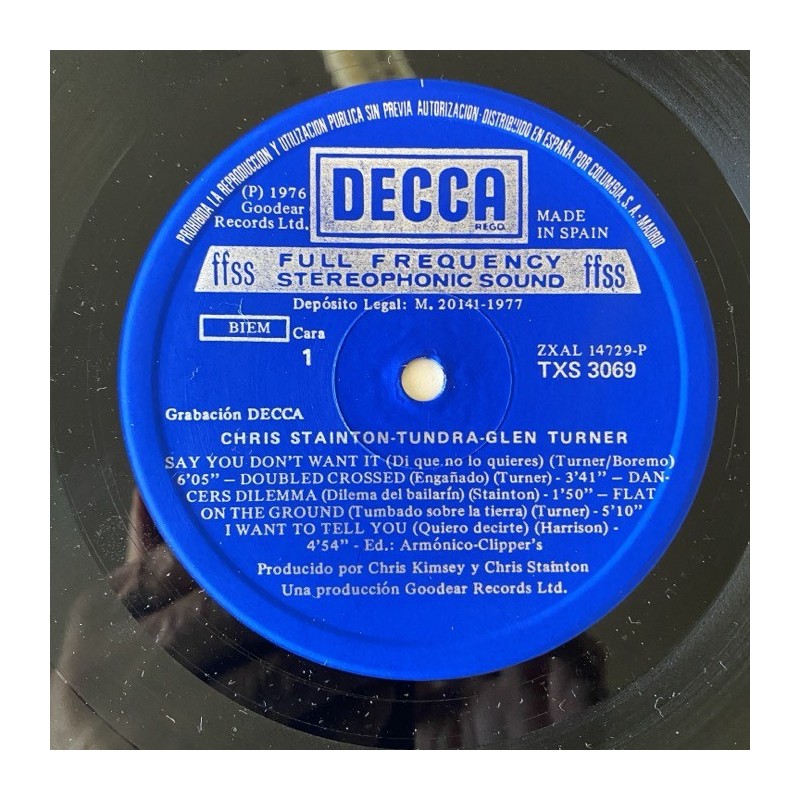 PROHIBIDA LA REPRODUCCION Y UTILIZACION PUBLICA SIN PREVIA AUTORIZACION-DISTRIBUIDO EN ESPAÑA POR COLUMBIA, S. A. - MADRID
(P) 1976
Goodear
Records Ltd.
DECCA
REGO.
MADE
IN SPAIN
ffss FULL FREQUENCY STEREOPHONIC SOUND ffss
Depósito Legal: M. 20141-1977
BIEM Cara
1
ZXAL 14729-P
TXS 3069
Grabación DECCA
CHRIS STAINTON-TUNDRA-GLEN TURNER
SAY YOU DON'T WANT IT (Di que no lo quieres) (Turner/Boremo)
6'05" — DOUBLED CROSSED (Engañado) (Turner) - 3'41" — DAN-
CERS DILEMMA (Dilema del bailarín) (Stainton) - 1'50" — FLAT
ON THE GROUND (Tumbado sobre la tierra) (Turner) - 5'10"
I WANT TO TELL YOU (Quiero decirte) (Harrison) -
4'54" - Ed.: Armónico-Clipper's
Producido por Chris Kimsey y Chris Stainton
Una producción Goodear Records Ltd.